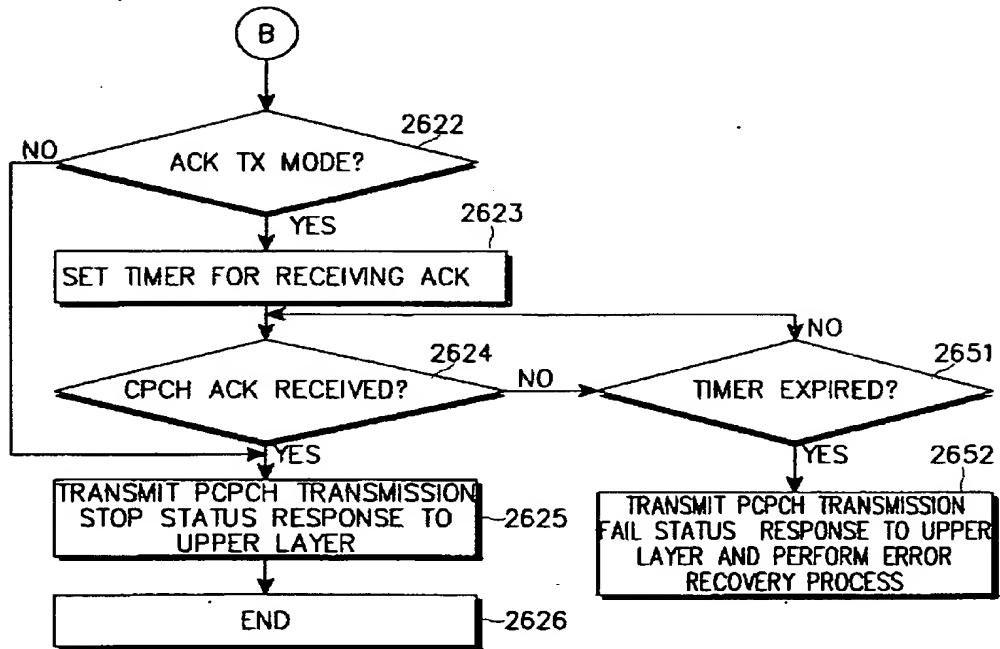 B
2622
NO
ACK TX MODE?
YES
2623
SET TIMER FOR RECEIVING ACK
NO
2624
2651
CPCH ACK RECEIVED?
NO
TIMER EXPIRED?
YES
YES
2652
TRANSMIT PCPCH TRANSMISSION
STOP STATUS RESPONSE TO
UPPER LAYER
2625
TRANSMIT PCPCH TRANSMISSION
FAIL STATUS RESPONSE TO UPPER
LAYER AND PERFORM ERROR
RECOVERY PROCESS
END
2626